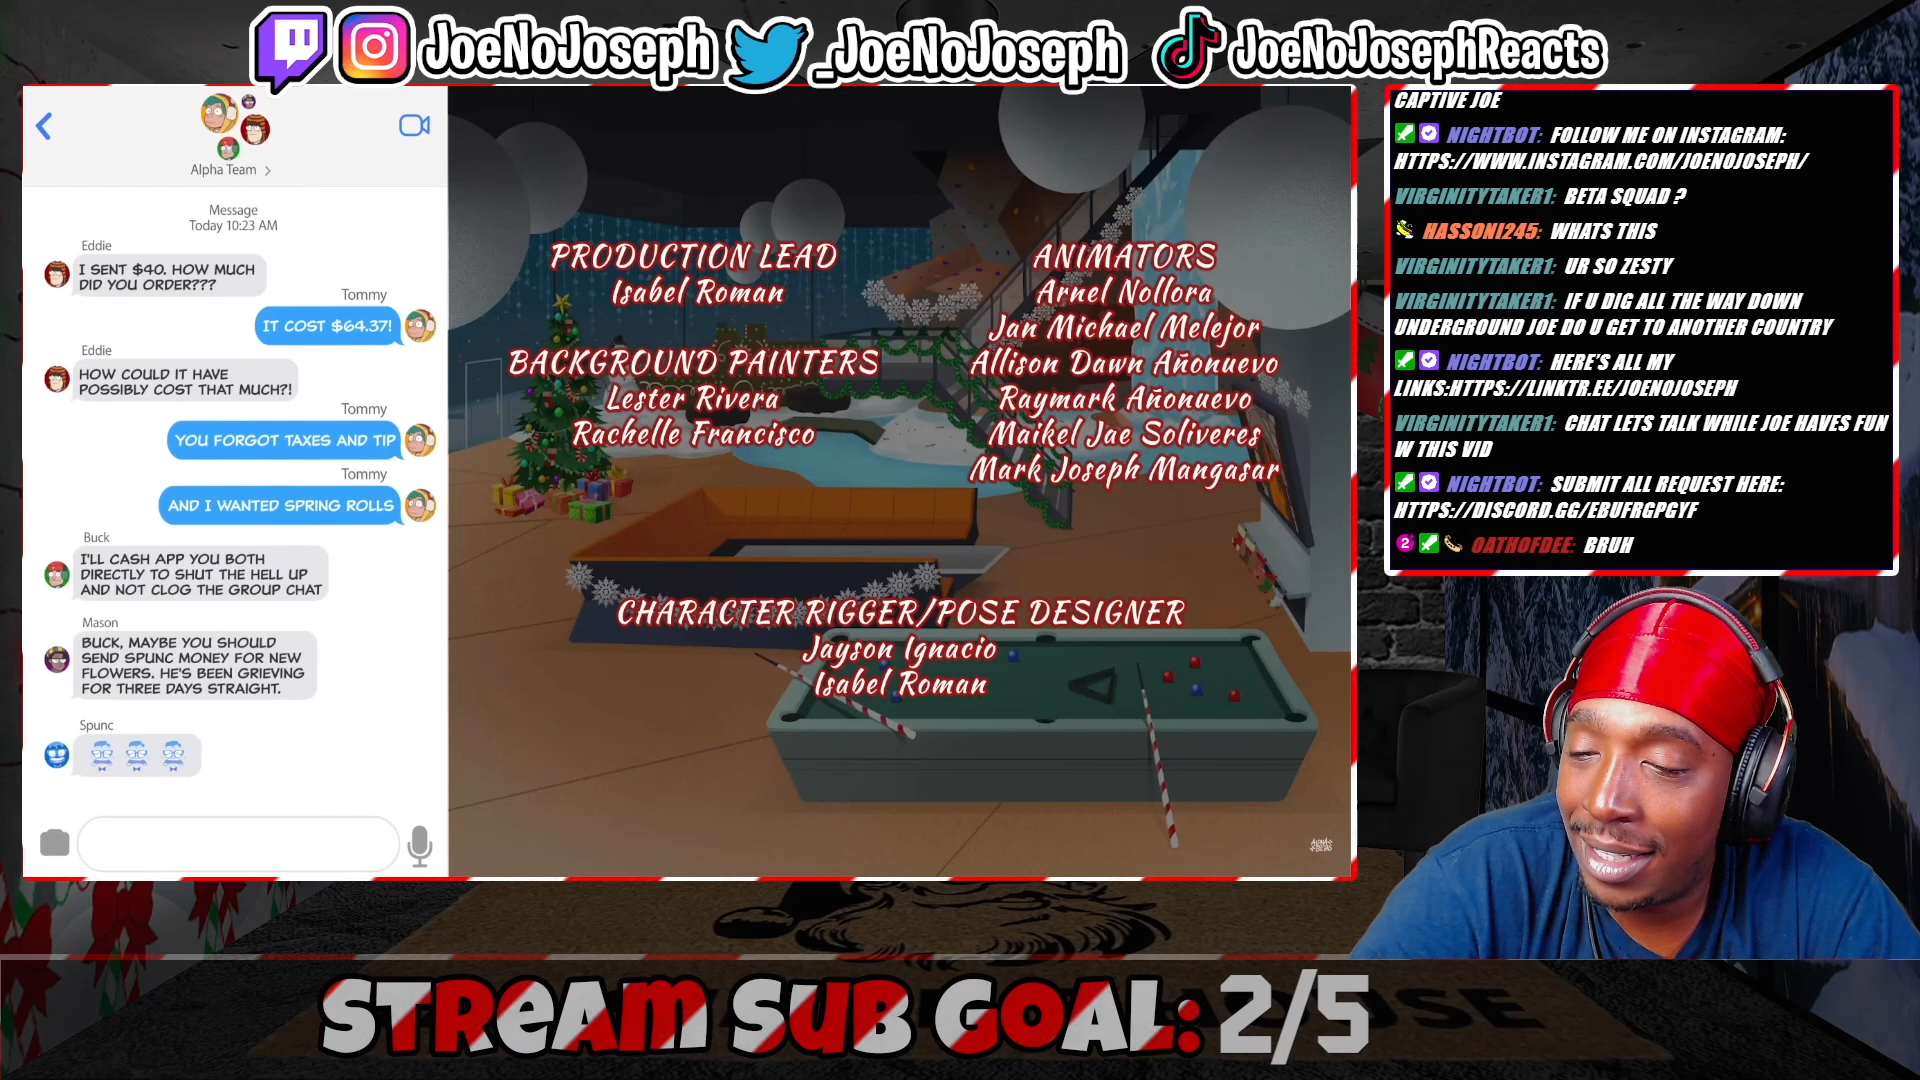 JoeNoJoseph
_JoeNoJoseph
JoeNoJosephReacts
Alpha Team >
Message
Today 10:23 AM
Eddie
I SENT $40. HOW MUCH
DID YOU ORDER???
Tommy
IT COST $64.37!
Eddie
HOW COULD IT HAVE
POSSIBLY COST THAT MUCH?!
Tommy
YOU FORGOT TAXES AND TIP
Tommy
AND I WANTED SPRING ROLLS
Buck
I'LL CASH APP YOU BOTH
DIRECTLY TO SHUT THE HELL UP
AND NOT CLOG THE GROUP CHAT
Mason
BUCK, MAYBE YOU SHOULD
SEND SPUNC MONEY FOR NEW
FLOWERS. HE'S BEEN GRIEVING
FOR THREE DAYS STRAIGHT.
Spunc
PRODUCTION LEAD
Isabel Roman
BACKGROUND PAINTERS
Lester Rivera
Rachelle Francisco
ANIMATORS
Arnel Nollora
Jan Michael Melejor
Allison Dawn Añonuevo
Raymark Añonuevo
Maikel Jae Soliveres
Mark Joseph Mangasar
CHARACTER RIGGER/POSE DESIGNER
Jayson Ignacio
Isabel Roman
CAPTIVE JOE
NIGHTBOT: FOLLOW ME ON INSTAGRAM:
HTTPS://WWW.INSTAGRAM.COM/JOENOJOSEPH/
VIRGINITYTAKER1: BETA SQUAD ?
HASSONI245: WHATS THIS
VIRGINITYTAKER1: UR SO ZESTY
VIRGINITYTAKER1: IF U DIG ALL THE WAY DOWN
UNDERGROUND JOE DO U GET TO ANOTHER COUNTRY
NIGHTBOT: HERE'S ALL MY
LINKS:HTTPS://LINKTR.EE/JOENOJOSEPH
VIRGINITYTAKER1: CHAT LETS TALK WHILE JOE HAVES FUN
W THIS VID
NIGHTBOT: SUBMIT ALL REQUEST HERE:
HTTPS://DISCORD.GG/EBUFRGPGYF
2 OATHOFDEE: BRUH
STREAM SUB GOAL: 2/5